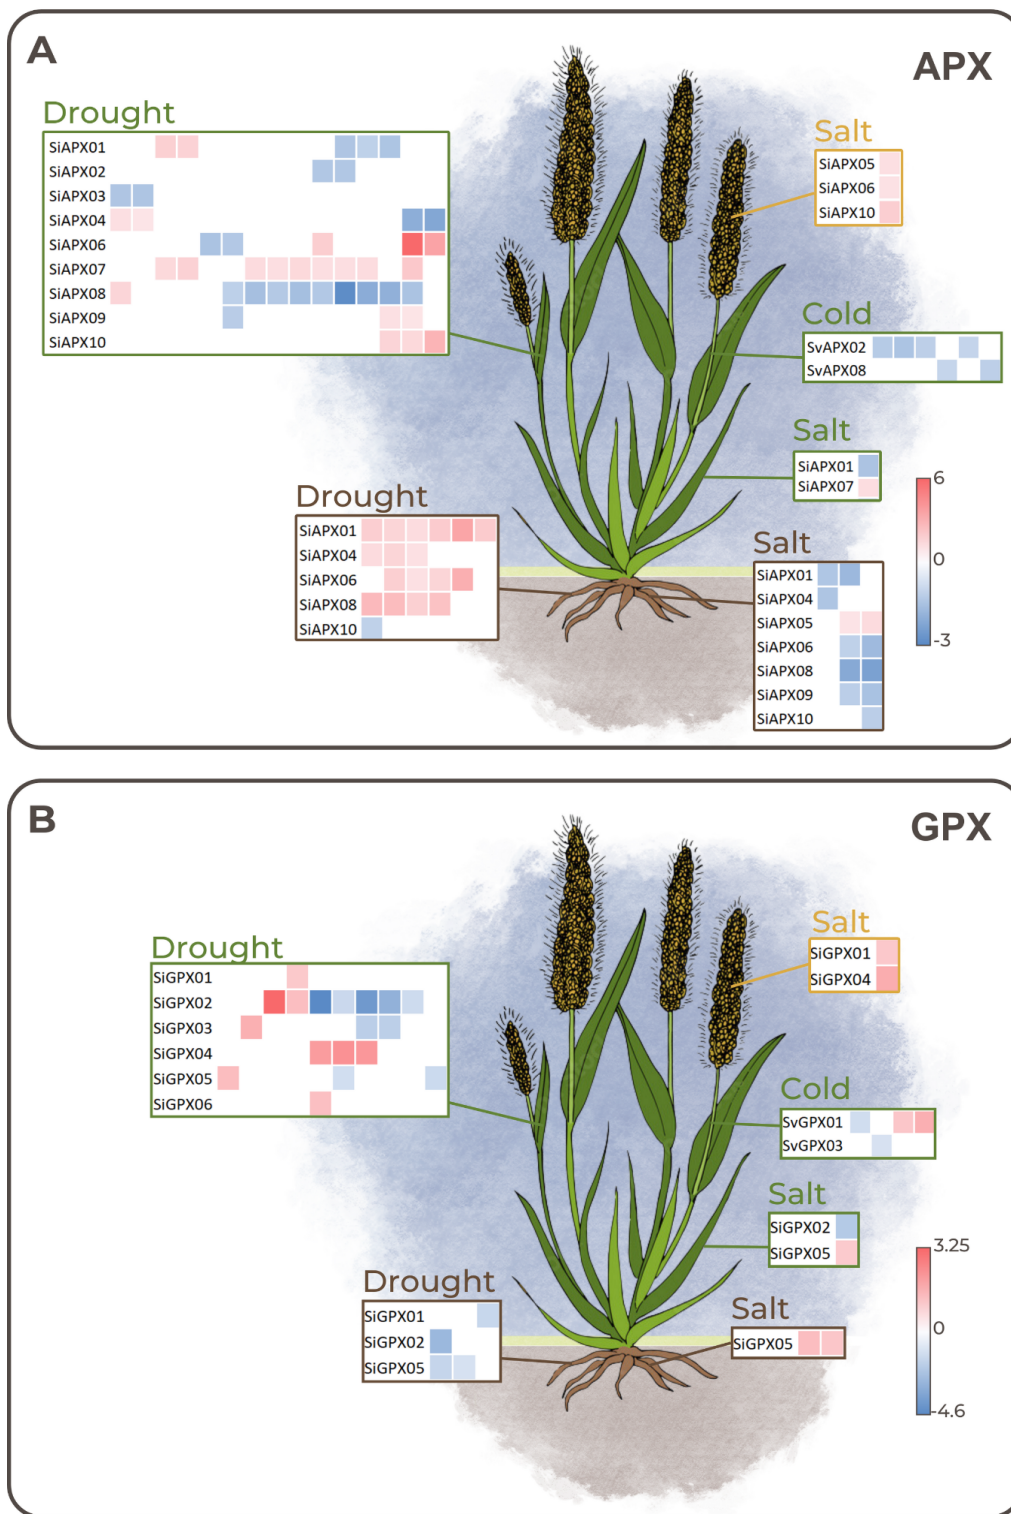 A
APX
Drought
SiAPX01
SiAPX02
SiAPX03
SiAPX04
SiAPX06
SiAPX07
SiAPX08
SiAPX09
SiAPX10
Salt
SiAPX05
SiAPX06
SiAPX10
Cold
SvAPX02
SvAPX08
Salt
SiAPX01
SiAPX07
6
0
-3
Drought
SiAPX01
SiAPX04
SiAPX06
SiAPX08
SiAPX10
Salt
SiAPX01
SiAPX04
SiAPX05
SiAPX06
SiAPX08
SiAPX09
SiAPX10
B
GPX
Drought
SiGPX01
SiGPX02
SiGPX03
SiGPX04
SiGPX05
SiGPX06
Salt
SiGPX01
SiGPX04
Cold
SvGPX01
SvGPX03
Salt
SiGPX02
SiGPX05
3.25
0
-4.6
Drought
SiGPX01
SiGPX02
SiGPX05
Salt
SiGPX05